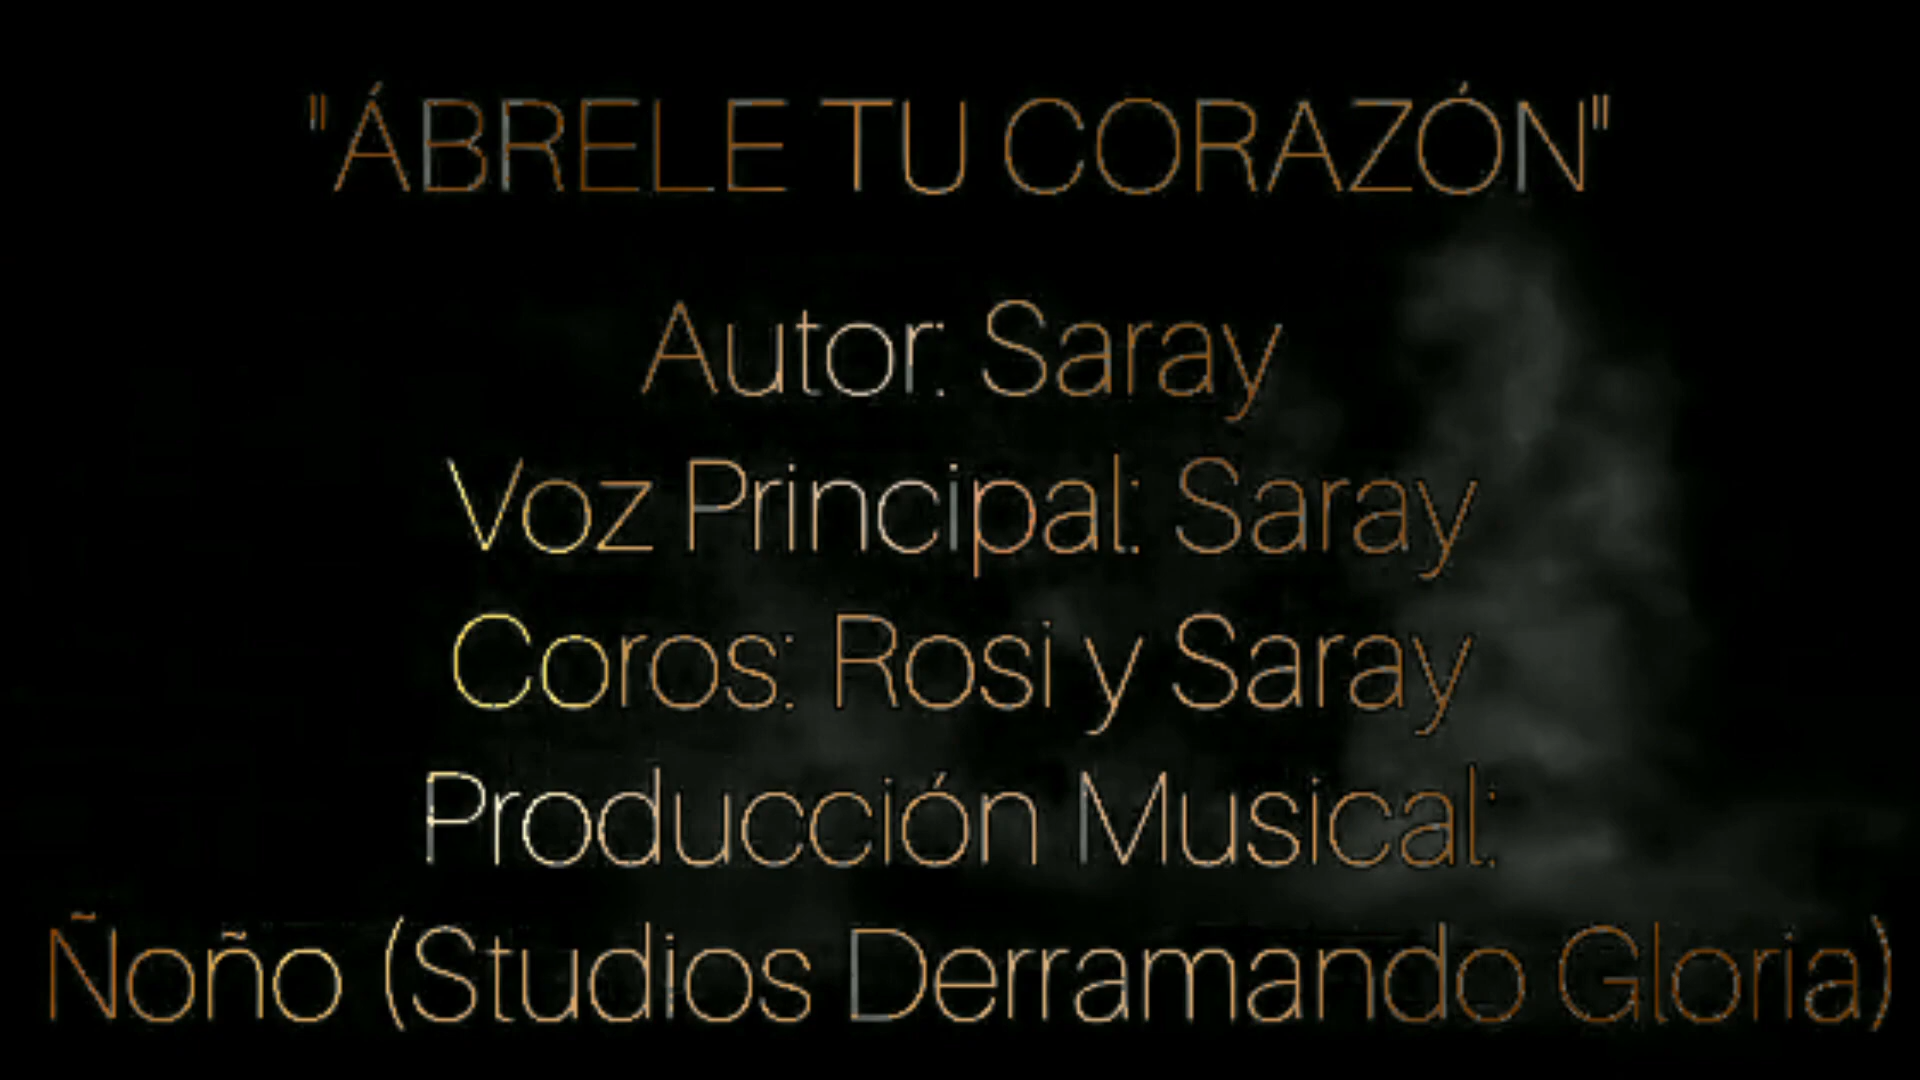 "ÁBRELE TU CORAZÓN"
Autor: Saray
Voz Principal: Saray
Coros: Rosi y Saray
Producción Musical:
Ñoño (Studios Derramando Gloria)